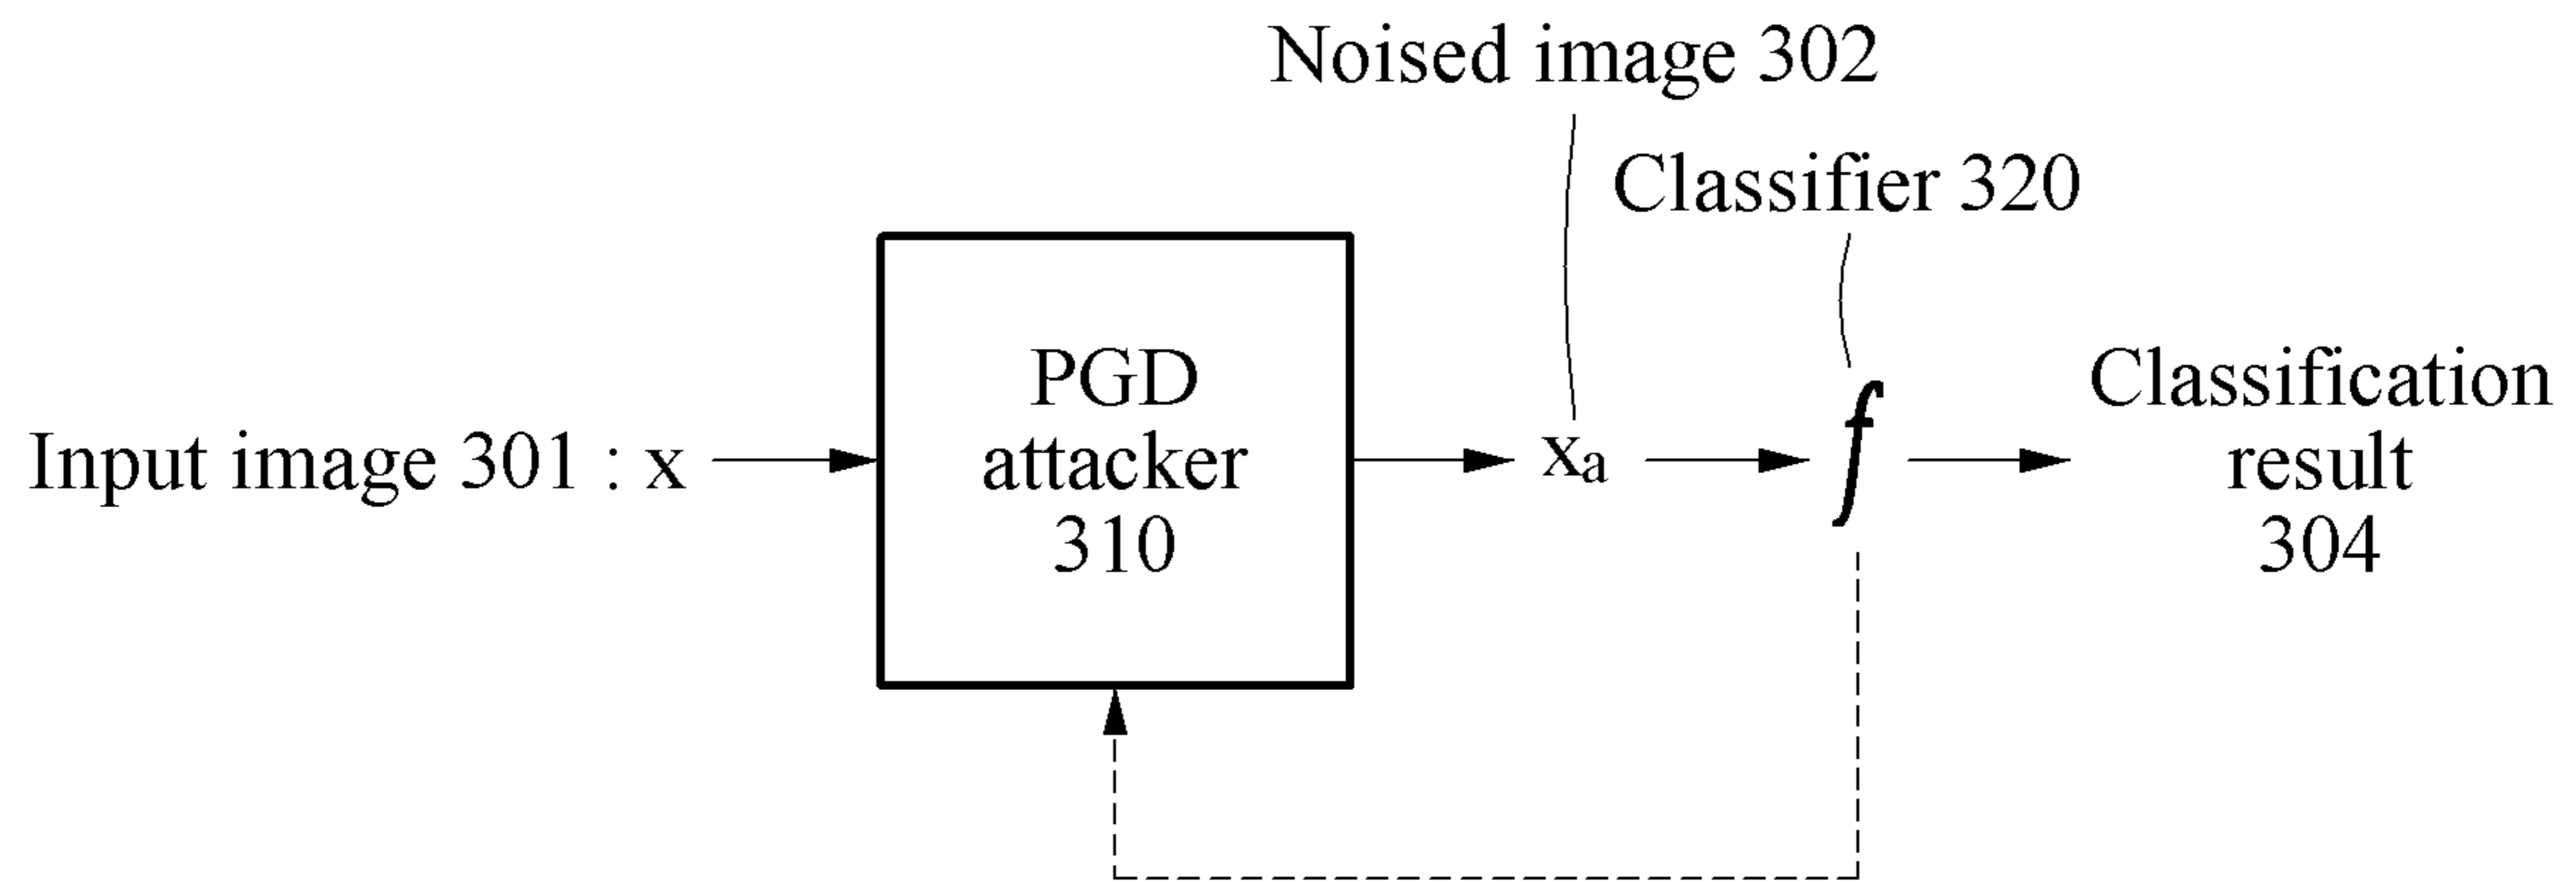 Noised image 302
Classifier 320
Input image 301 : x
PGD
attacker
310
xₐ
f
Classification
result
304